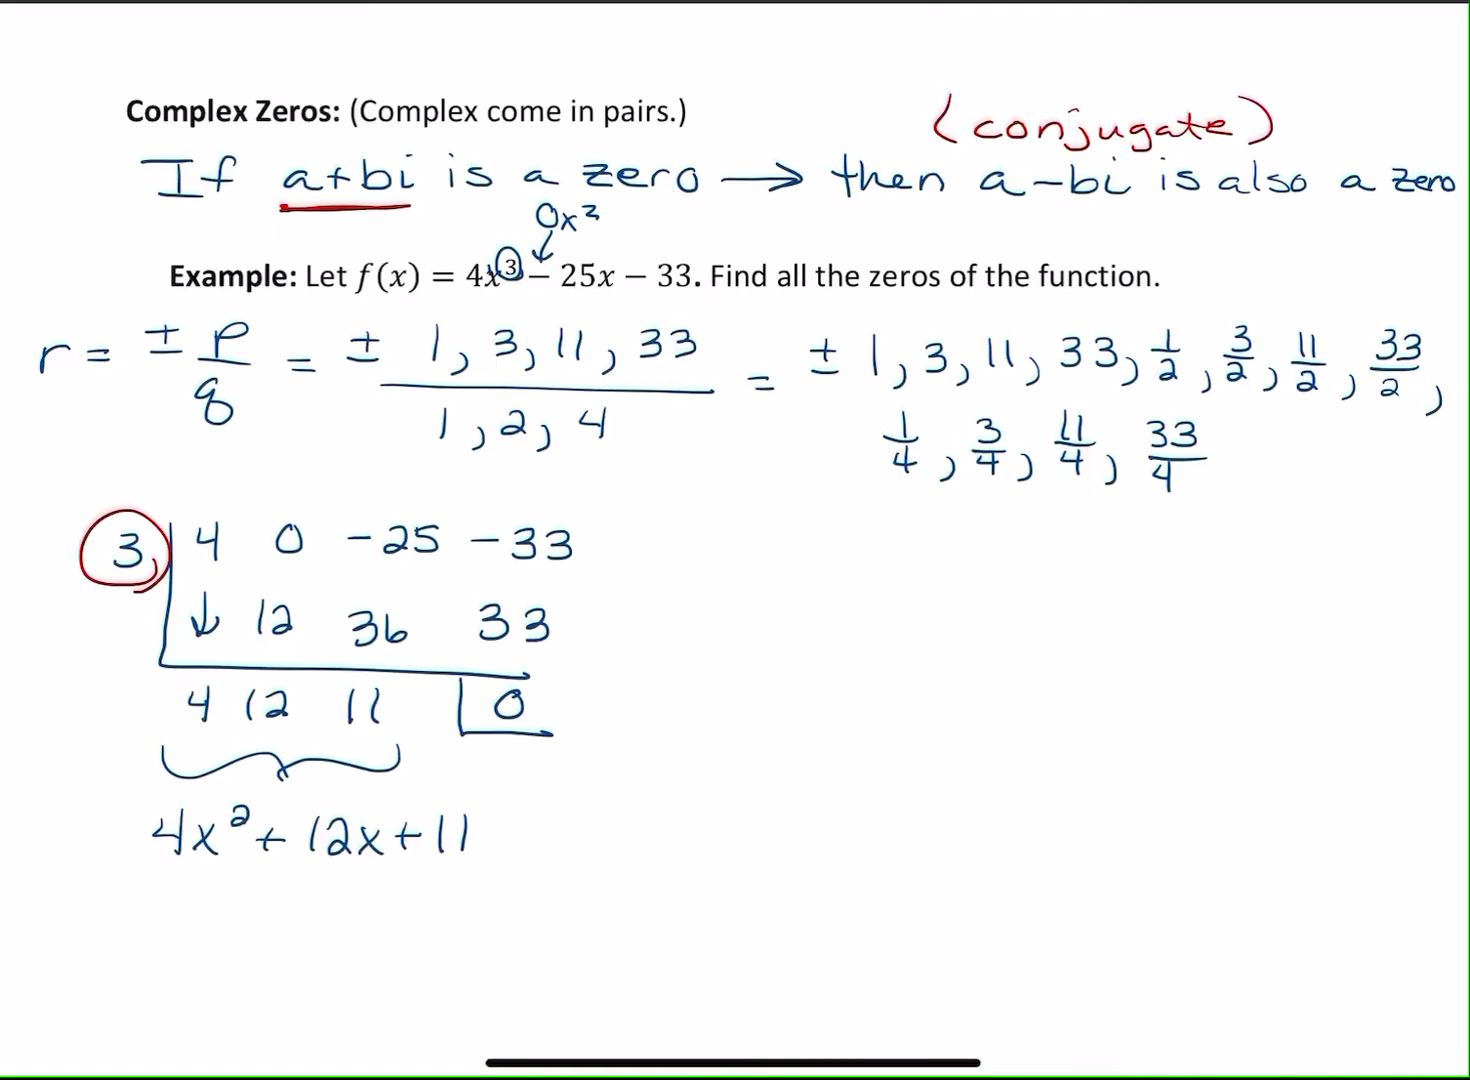 Complex Zeros: (Complex come in pairs.)
(conjugate)
If a+bi is a zero → then a-bi is also a zero
0x²
Example: Let f(x) = 4x³ − 25x − 33. Find all the zeros of the function.
r = ± p/q = ± 1, 3, 11, 33 / 1, 2, 4 = ± 1, 3, 11, 33, 1/2, 3/2, 11/2, 33/2,
1/4, 3/4, 11/4, 33/4
3, 4 0 -25 -33
↓ 12 36 33
4 12 11 0
4x² + 12x + 11